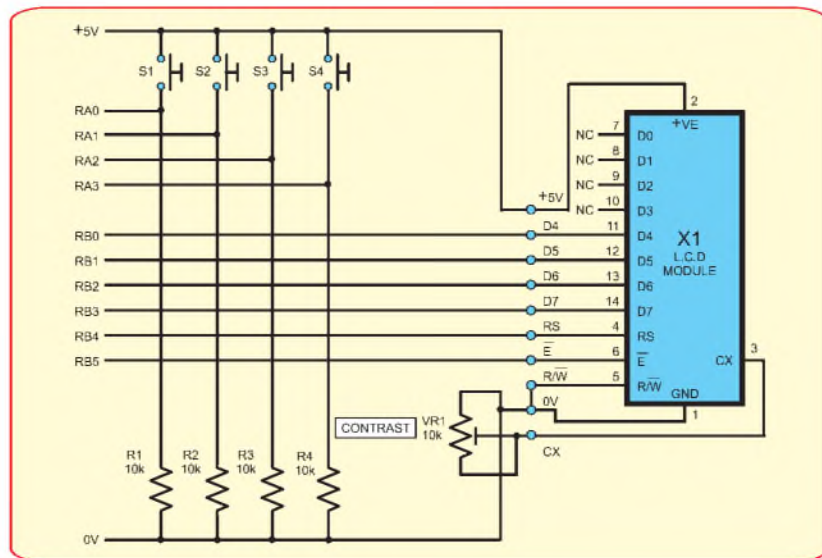 +5V
S1 S2 S3 S4
RA0
RA1
RA2
RA3
RB0
RB1
RB2
RB3
RB4
RB5
R1 10k
R2 10k
R3 10k
R4 10k
0V
CONTRAST
VR1 10k
+5V
D4
D5
D6
D7
RS
E
R/W
0V
CX
NC 7 D0
NC 8 D1
NC 9 D2
NC 10 D3
11 D4
12 D5
13 D6
14 D7
4 RS
6 E
5 R/W
2
+VE
X1
L.C.D
MODULE
3
CX
GND
1